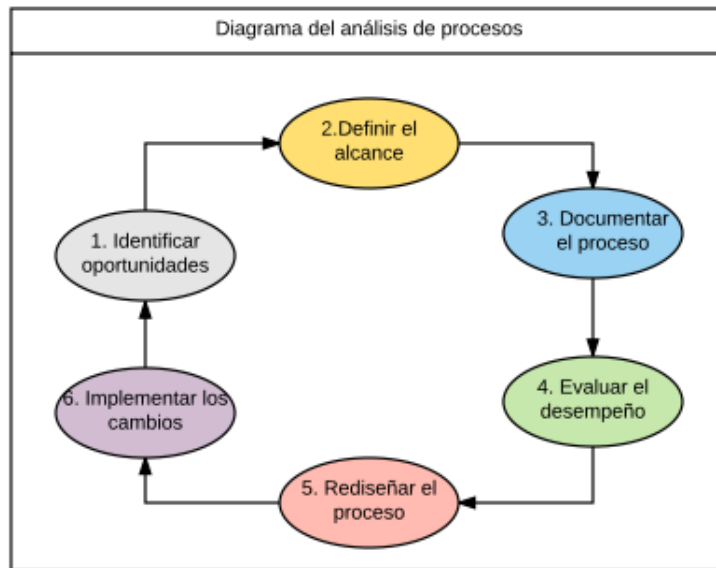 Diagrama del análisis de procesos
1. Identificar
oportunidades
2.Definir el
alcance
3. Documentar
el proceso
4. Evaluar el
desempeño
5. Rediseñar el
proceso
6. Implementar los
cambios